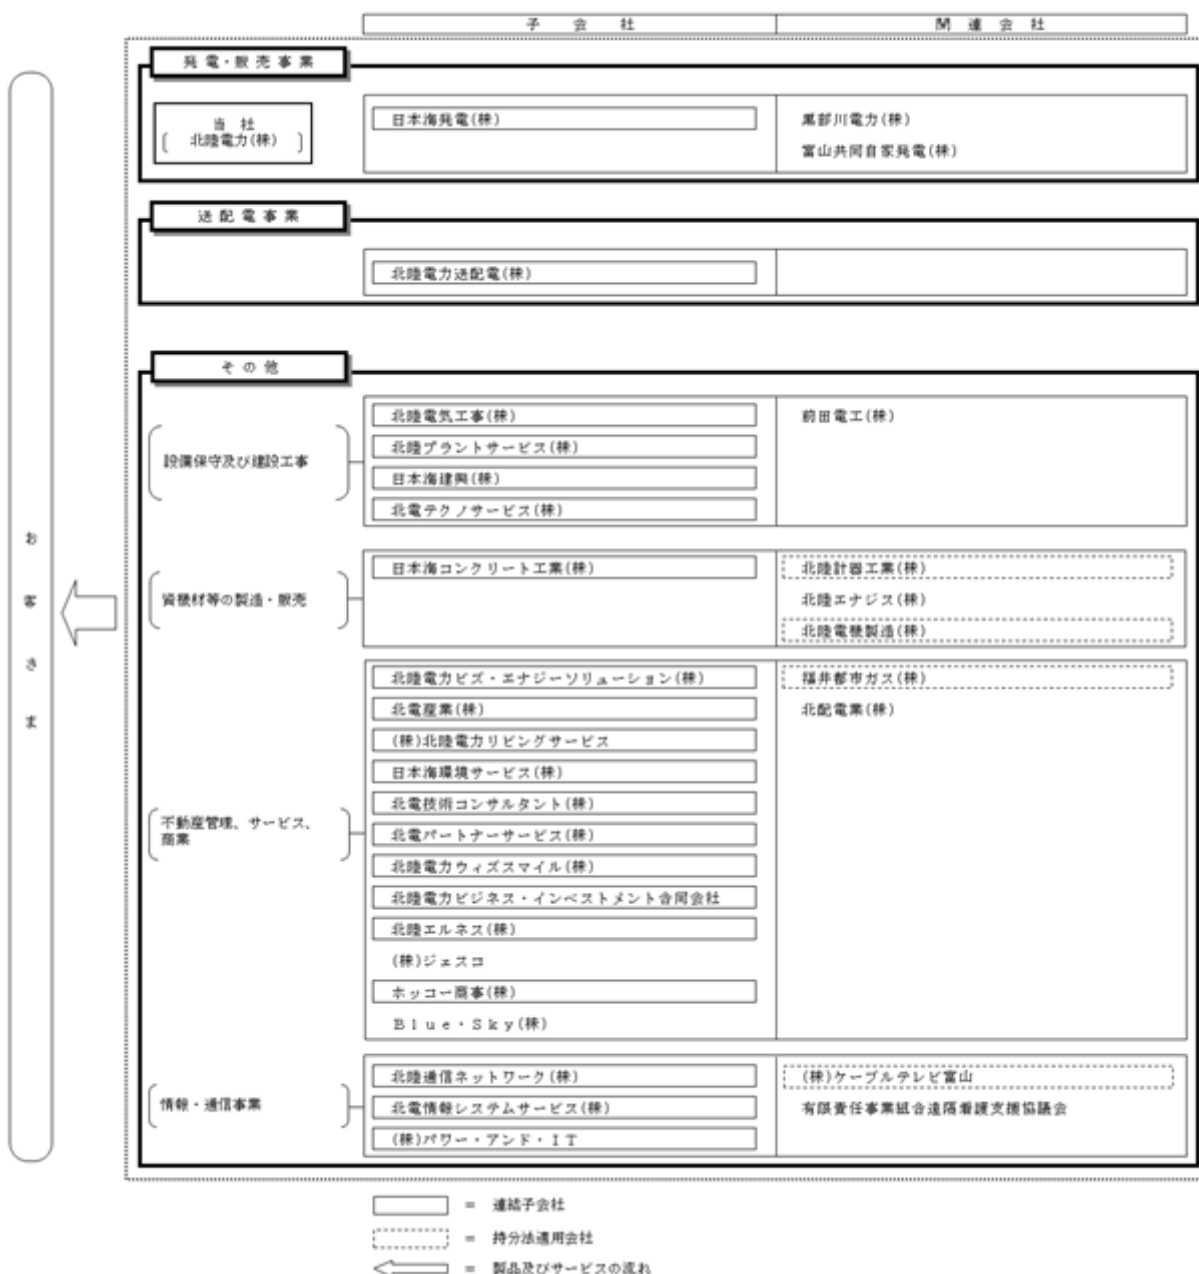 子 会 社
関 連 会 社
発 電・販 売 事 業
当 社
北陸電力(株)
日本海発電(株)
黒部川電力(株)
富山共同自家発電(株)
送 配 電 事 業
北陸電力送配電(株)
そ の 他
設備保守及び建設工事
北陸電気工事(株)
前田電工(株)
北陸プラントサービス(株)
日本海建興(株)
北電テクノサービス(株)
お客さま
資機材等の製造・販売
日本海コンクリート工業(株)
北陸計器工業(株)
北陸エナジス(株)
北陸電機製造(株)
不動産管理、サービス、
商業
北陸電力ビズ・エナジーソリューション(株)
福井都市ガス(株)
北電産業(株)
北配電業(株)
(株)北陸電力リビングサービス
日本海環境サービス(株)
北電技術コンサルタント(株)
北電パートナーサービス(株)
北陸電力ウィズスマイル(株)
北陸電力ビジネス・インベストメント合同会社
北陸エルネス(株)
(株)ジェスコ
ホッコー商事(株)
Ｂｌｕｅ・Ｓｋｙ(株)
情報・通信事業
北陸通信ネットワーク(株)
(株)ケーブルテレビ富山
北電情報システムサービス(株)
有限責任事業組合遠隔看護支援協議会
(株)パワー・アンド・ＩＴ
＝ 連結子会社
＝ 持分法適用会社
＝ 製品及びサービスの流れ